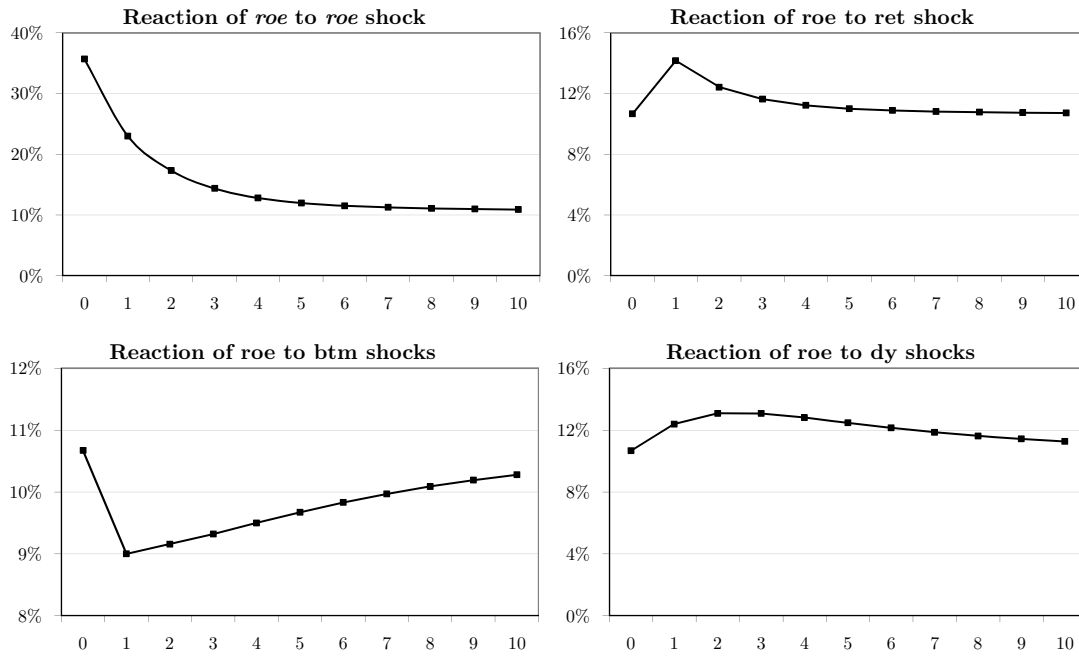 Reaction of roe to roe shock
40%
30%
20%
10%
0%
0 1 2 3 4 5 6 7 8 9 10
Reaction of roe to ret shock
16%
12%
8%
4%
0%
0 1 2 3 4 5 6 7 8 9 10
Reaction of roe to btm shocks
12%
11%
10%
9%
8%
0 1 2 3 4 5 6 7 8 9 10
Reaction of roe to dy shocks
16%
12%
8%
4%
0%
0 1 2 3 4 5 6 7 8 9 10